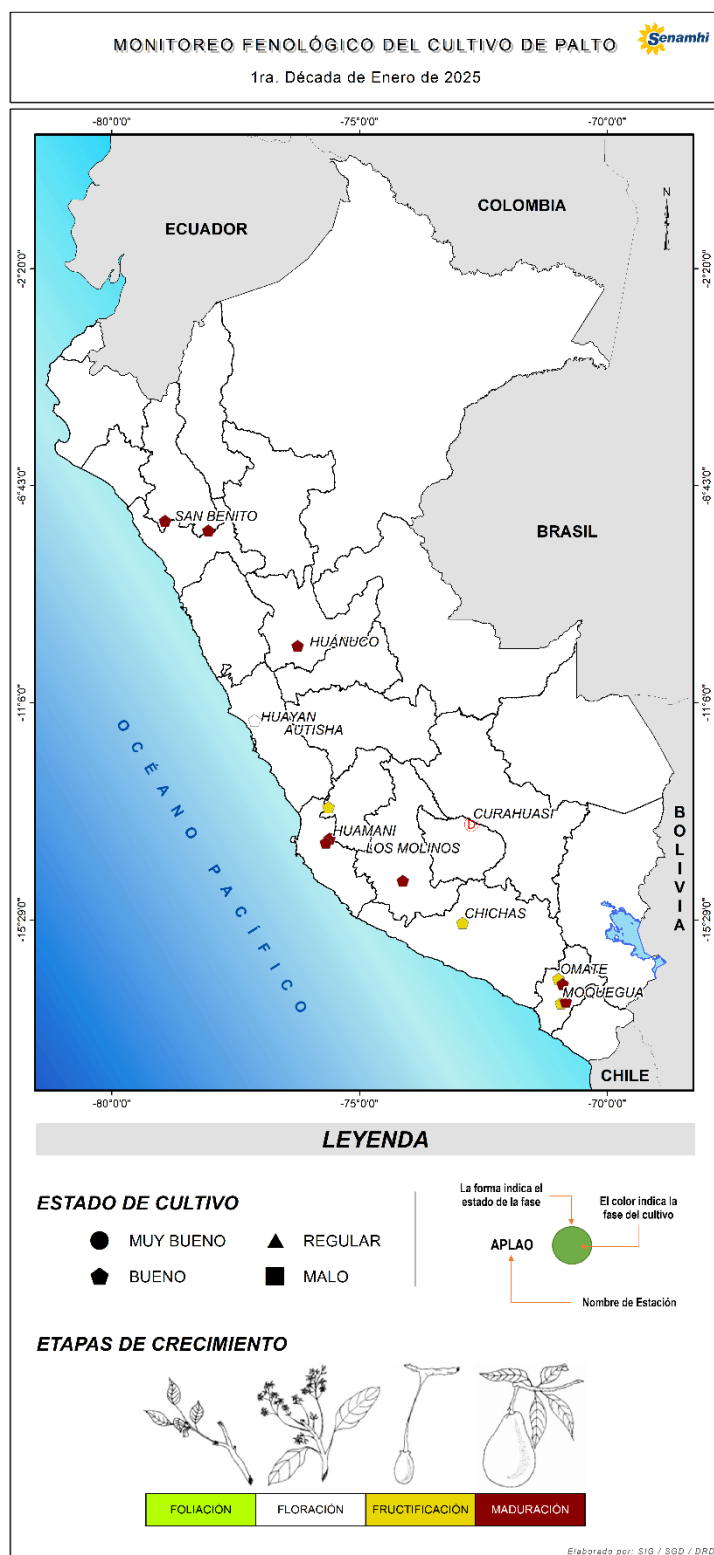 MONITOREO FENOLÓGICO DEL CULTIVO DE PALTO
Senamhi
1ra. Década de Enero de 2025
-80°0'0"
-75°0'0"
-70°0'0"
COLOMBIA
ECUADOR
N
-2°20'0"
-2°20'0"
-6°43'0"
-6°43'0"
SAN BENITO
BRASIL
HUÁNUCO
-11°6'0"
-11°6'0"
HUAYAN
AUTISHA
OCÉANO PACÍFICO
BOLIVIA
D
CURAHUASI
HUAMANI
LOS MOLINOS
CHICHAS
-15°29'0"
-15°29'0"
OMATE
MOQUEGUA
CHILE
-80°0'0"
-75°0'0"
-70°0'0"
LEYENDA
ESTADO DE CULTIVO
MUY BUENO
REGULAR
BUENO
MALO
La forma indica el
estado de la fase
El color indica la
fase del cultivo
APLAO
Nombre de Estación
ETAPAS DE CRECIMIENTO
FOLIACIÓN
FLORACIÓN
FRUCTIFICACIÓN
MADURACIÓN
Elaborado por: SIG / SGD / DRD